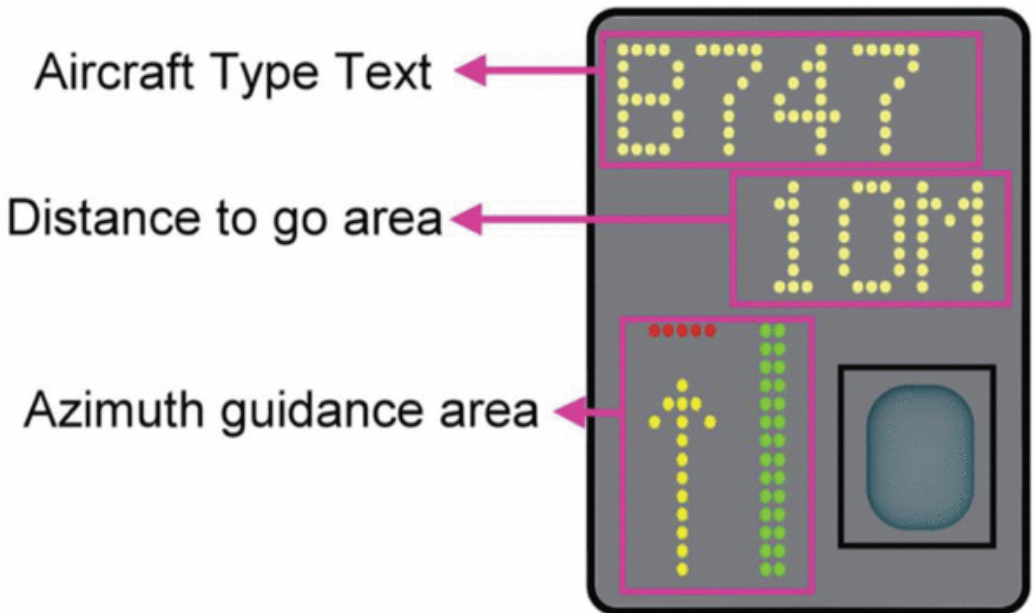 Aircraft Type Text
B747
Distance to go area
10M
Azimuth guidance area